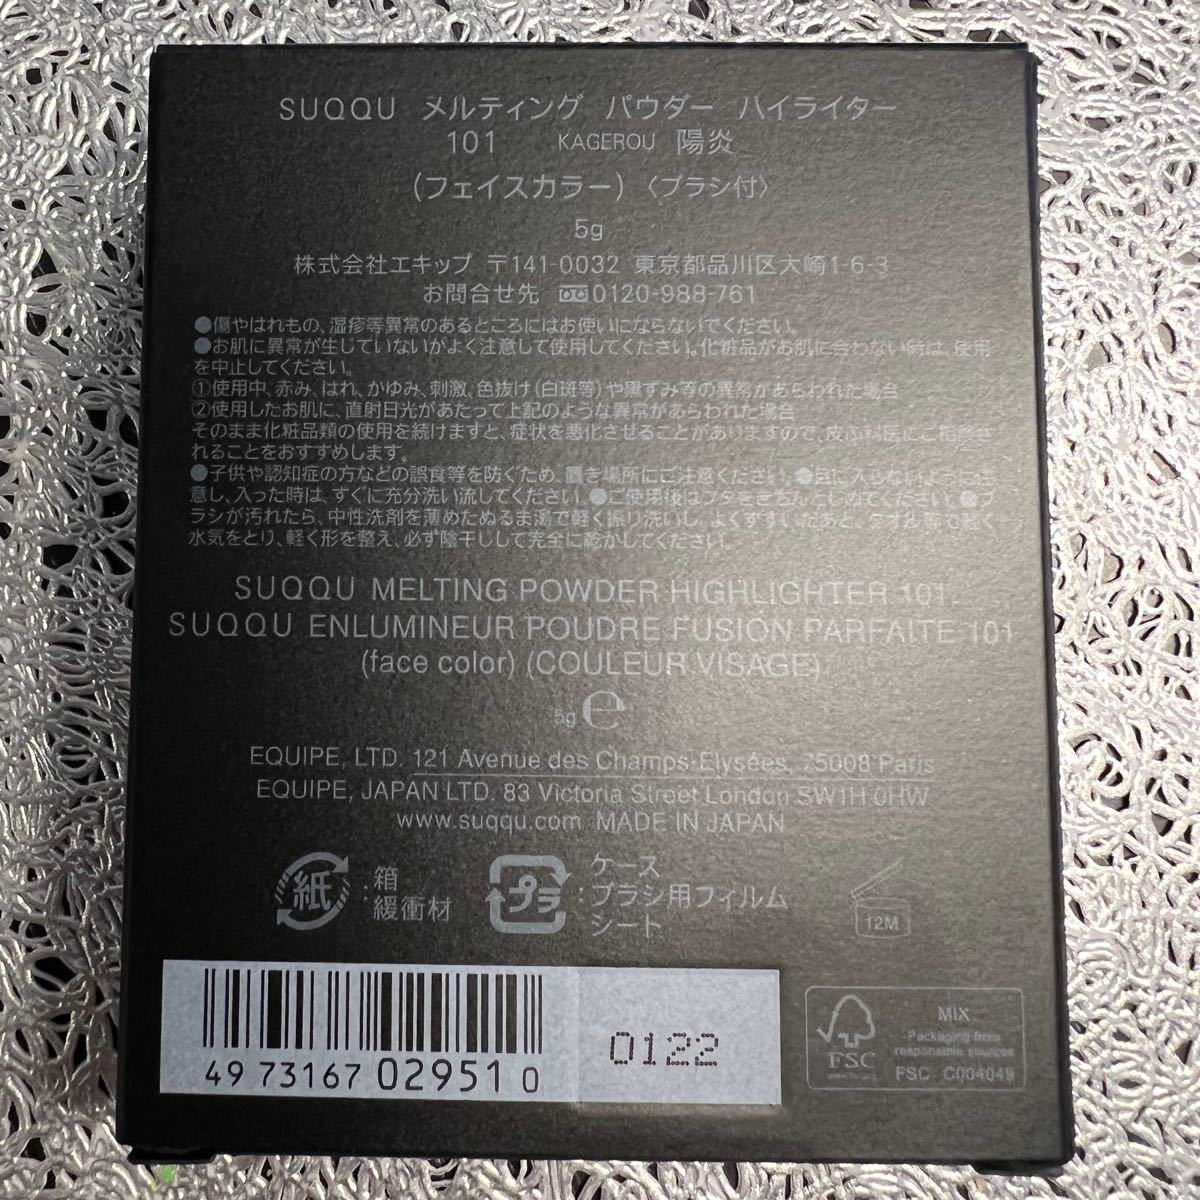 SUQQU メルティング パウダー ハイライター
101 KAGEROU 陽炎
(フェイスカラー)〈ブラシ付〉
5g
株式会社エキップ 〒141-0032 東京都品川区大崎1-6-3
お問合せ先 0120-988-761
●傷やはれもの、湿疹等異常のあるところにはお使いにならないでください。
●お肌に異常が生じていないかよく注意して使用してください。化粧品がお肌に合わない時は、使用
を中止してください。
①使用中、赤み、はれ、かゆみ、刺激、色抜け(白斑等)や黒ずみ等の異常があらわれた場合
②使用したお肌に、直射日光があたって上記のような異常があらわれた場合
そのまま化粧品類の使用を続けますと、症状を悪化させることがありますので、皮ふ科医にご相談さ
れることをおすすめします。
●子供や認知症の方などの誤食等を防ぐため、置き場所にご注意ください。●目に入らないよう
意し、入った時は、すぐに充分洗い流してください。●ご使用後はフタをきちんとしめてください。●ブ
ラシが汚れたら、中性洗剤を薄めたぬるま湯で軽く振り洗いし、よくすすいだあと、
水気をとり、軽く形を整え、必ず陰干しして完全に乾かしてください。
SUQQU MELTING POWDER HIGHLIGHTER 101
SUQQU ENLUMINEUR POUDRE FUSION PARFAITE 101
(face color) (COULEUR VISAGE)
5g ℮
EQUIPE, LTD. 121 Avenue des Champs-Elysées, 75008 Paris
EQUIPE, JAPAN LTD. 83 Victoria Street London SW1H 0HW
www.suqqu.com MADE IN JAPAN
紙 :箱
緩衝材
プラ :ケース
ブラシ用フィルム
シート
12M
4973167029510
0122
FSC
MIX
Packaging from
responsible sources
FSC C004049